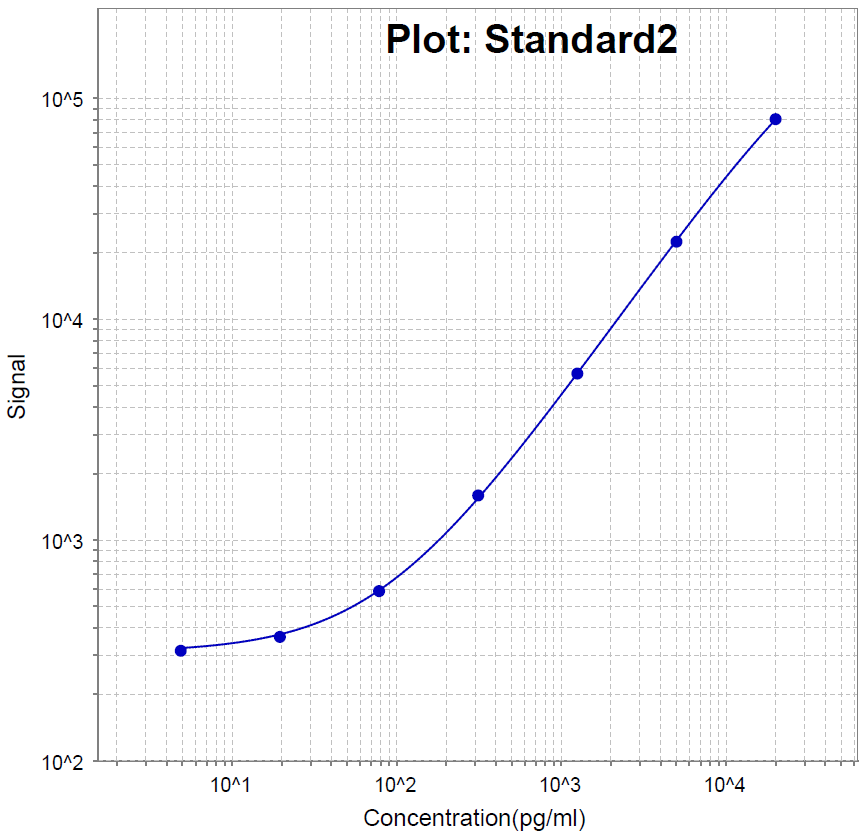 Plot: Standard2
10^5
10^4
10^3
10^2
Signal
10^1 10^2 10^3 10^4
Concentration(pg/ml)